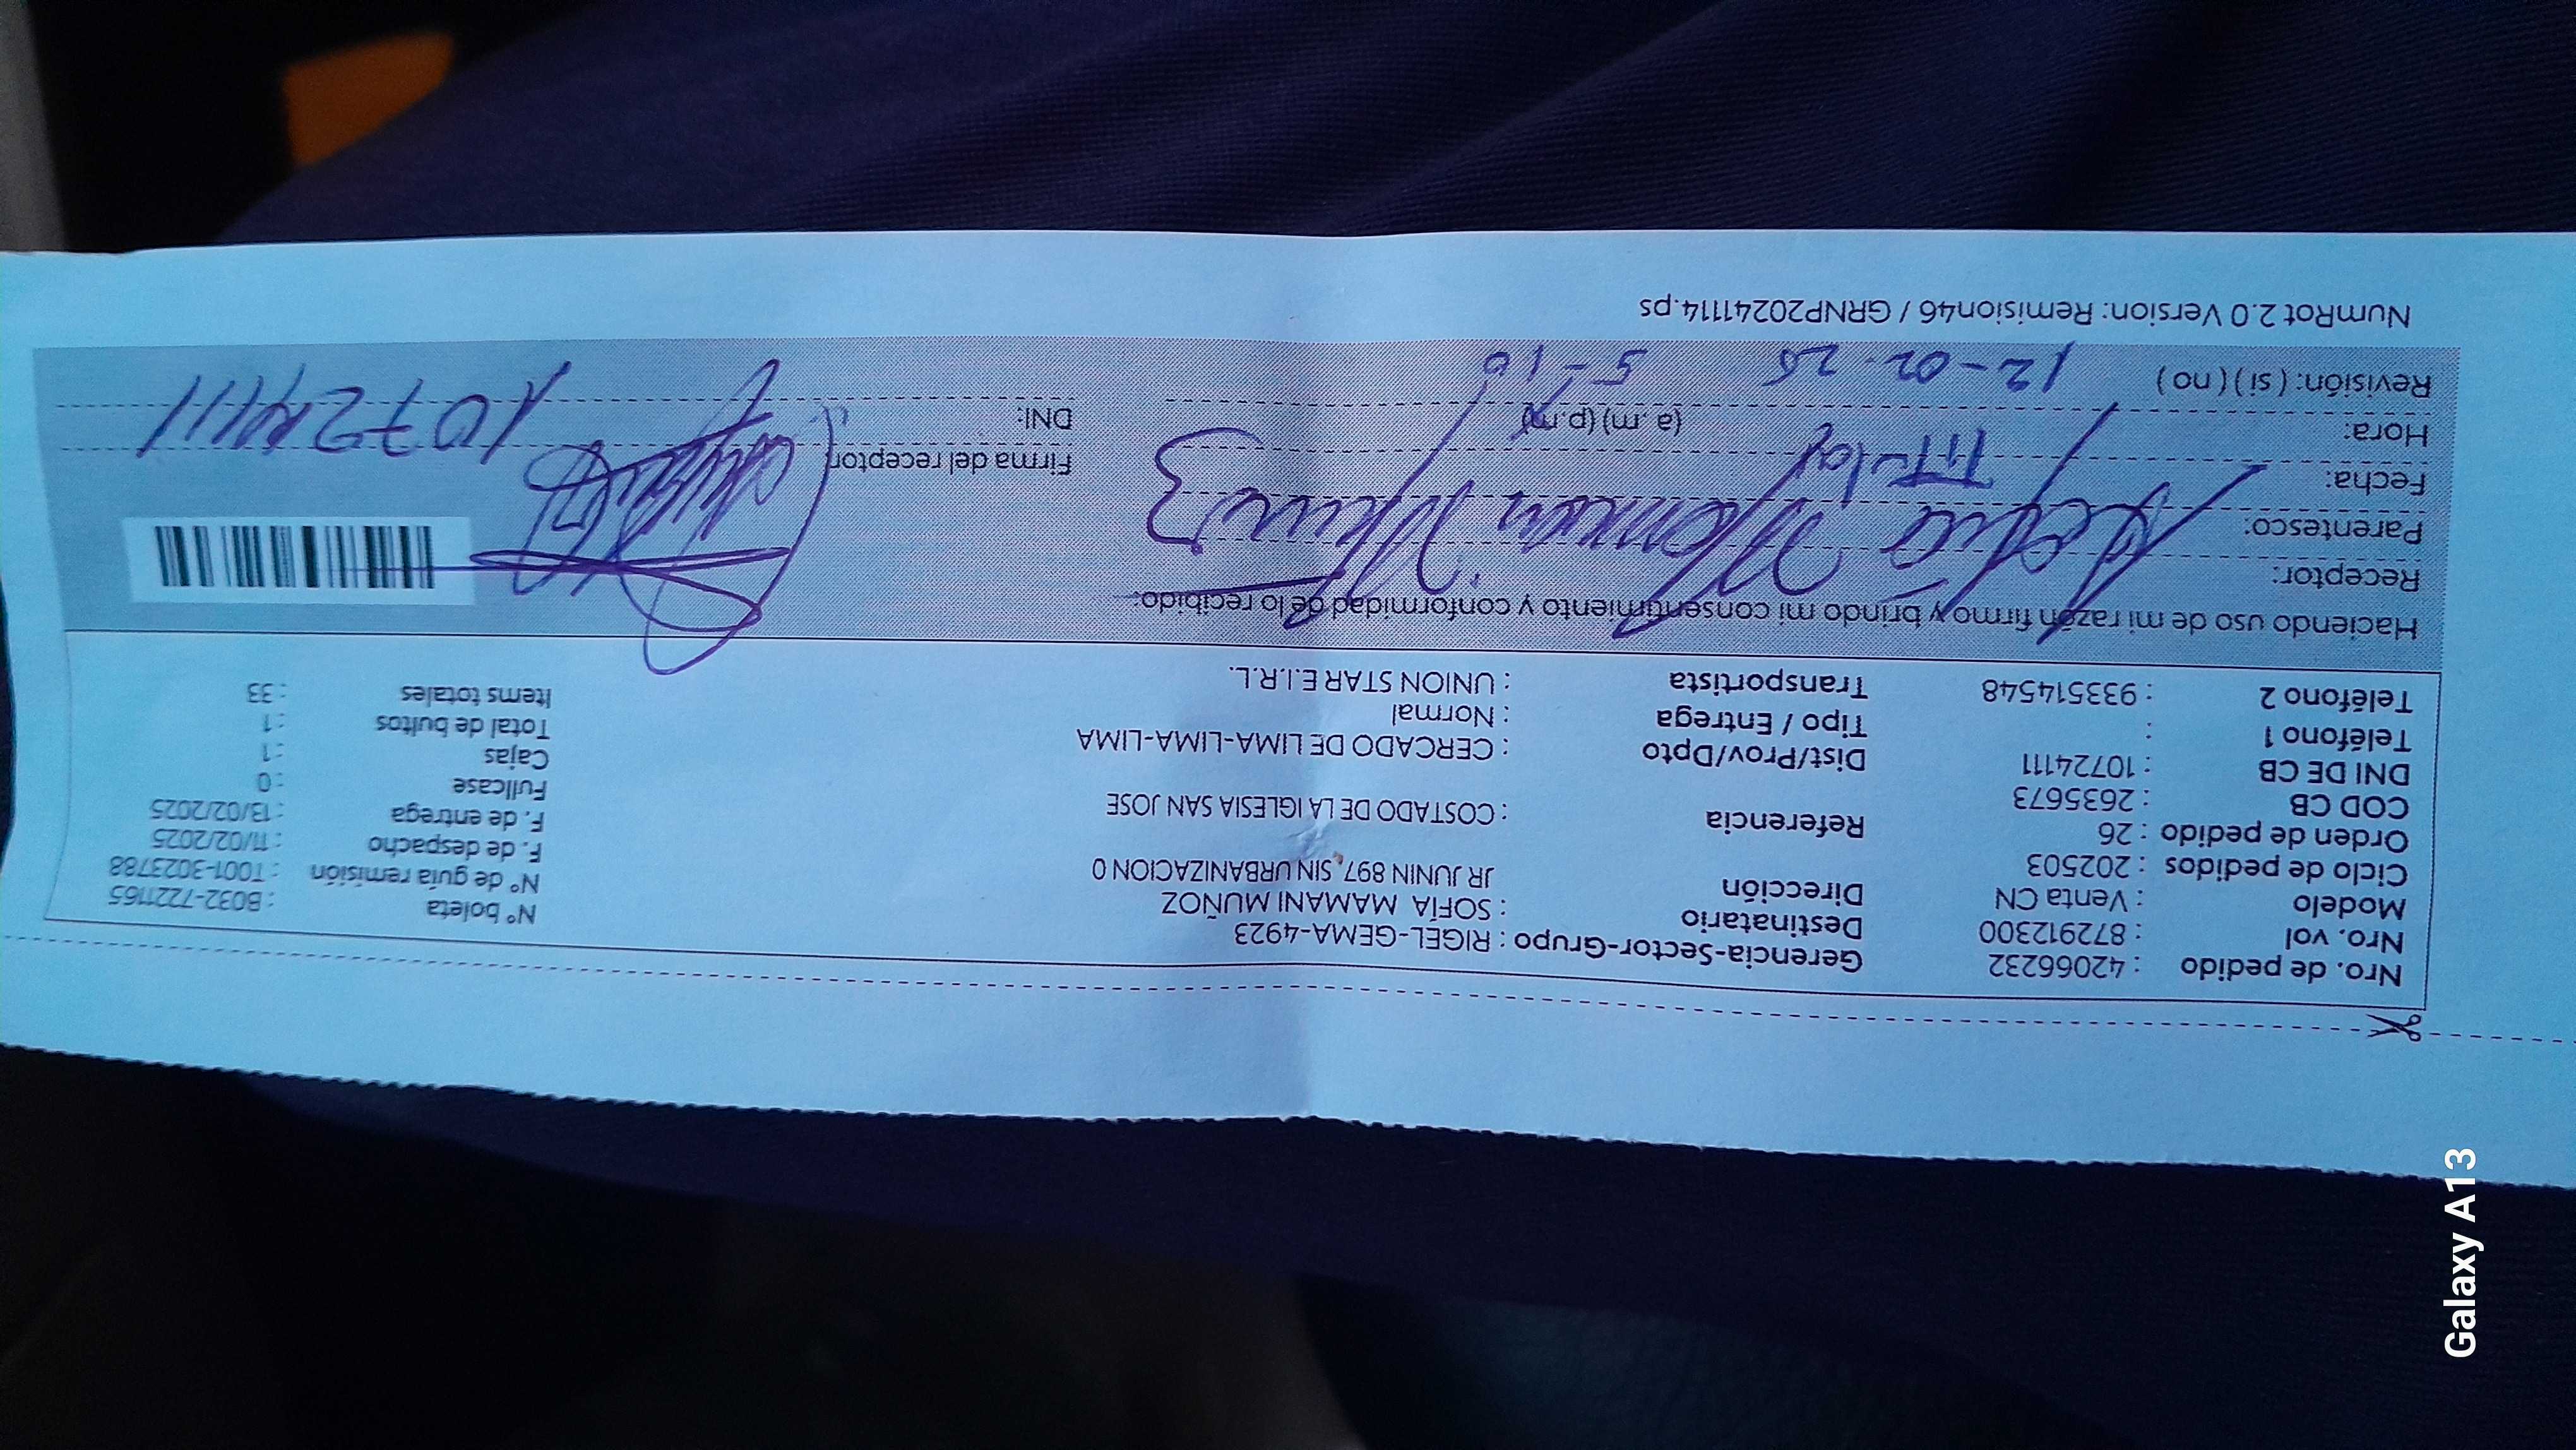 Nro. de pedido : 42066232
Nro. vol : 872912300
Modelo : Venta CN
Ciclo de pedidos : 202503
Orden de pedido : 26
COD CB : 2635673
DNI DE CB : 10724111
Teléfono 1 :
Teléfono 2 : 933514548
Gerencia-Sector-Grupo : RIGEL-GEMA-4923
Destinatario : SOFÍA MAMANI MUÑOZ
Dirección JR JUNIN 897, SIN URBANIZACION 0
Referencia : COSTADO DE LA IGLESIA SAN JOSE
Dist/Prov/Dpto : CERCADO DE LIMA-LIMA-LIMA
Tipo / Entrega : Normal
Transportista : UNION STAR E.I.R.L.
N° boleta : B032-7221165
N° de guía remisión : T001-3023788
F. de despacho : 11/02/2025
F. de entrega : 13/02/2025
Fullcase : 0
Cajas : 1
Total de bultos : 1
Items totales : 33
Haciendo uso de mi razón firmo y brindo mi consentimiento y conformidad de lo recibido:
Receptor: Sofia Mamani Muñoz
Parentesco: Titular
Fecha:
Hora: (a. m) (p.m)
Revisión: ( si ) ( no ) 12-02-25 5-10
Firma del receptor
DNI: 10724111
NumRot 2.0 Version: Remision46 / GRNP20241114.ps
Galaxy A13